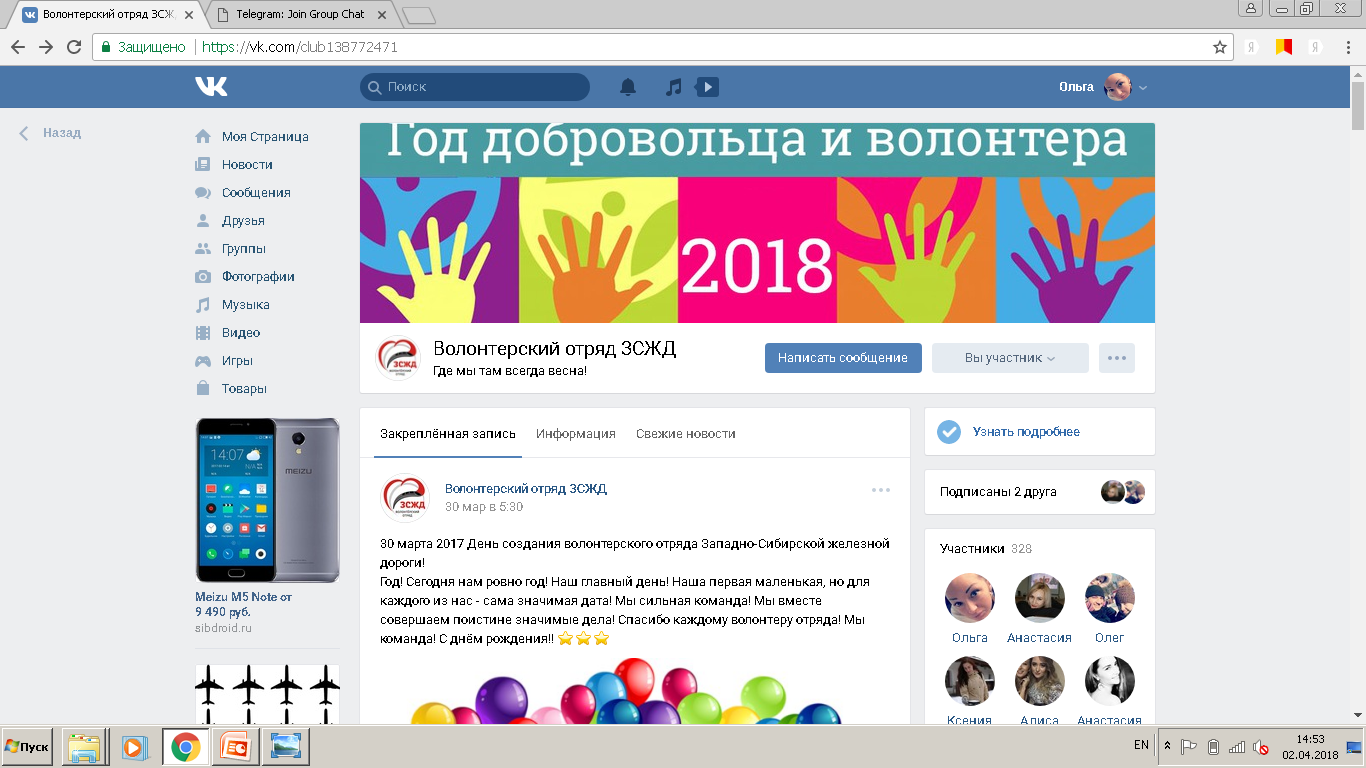 Волонтерский отряд ЗСЖД
Telegram: Join Group Chat
Защищено
https://vk.com/club138772471
Поиск
Ольга
Назад
Моя Страница
Новости
Сообщения
Друзья
Группы
Фотографии
Музыка
Видео
Игры
Товары
14:07
MEIZU
Meizu M5 Note от
9 490 руб.
sibdroid.ru
Год добровольца и волонтера
2018
ЗСЖД
Волонтерский отряд ЗСЖД
Где мы там всегда весна!
Написать сообщение
Вы участник
Закреплённая запись
Информация
Свежие новости
ЗСЖД
Волонтерский отряд ЗСЖД
30 мар в 5:30
30 марта 2017 День создания волонтерского отряда Западно-Сибирской железной
дороги!
Год! Сегодня нам ровно год! Наш главный день! Наша первая маленькая, но для
каждого из нас - сама значимая дата! Мы сильная команда! Мы вместе
совершаем поистине значимые дела! Спасибо каждому волонтеру отряда! Мы
команда! С днём рождения!!
Узнать подробнее
Подписаны 2 друга
Участники 328
Ольга
Анастасия
Олег
Ксения
Алиса
Анастасия
Пуск
EN
14:53
02.04.2018